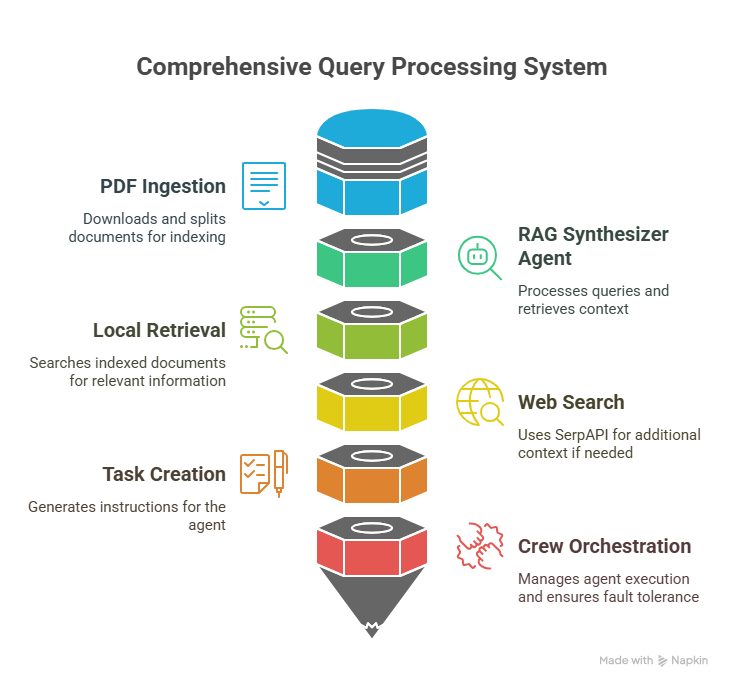 Comprehensive Query Processing System
PDF Ingestion
Downloads and splits
documents for indexing
RAG Synthesizer
Agent
Processes queries and
retrieves context
Local Retrieval
Searches indexed documents
for relevant information
Web Search
Uses SerpAPI for additional
context if needed
Task Creation
Generates instructions for the
agent
Crew Orchestration
Manages agent execution
and ensures fault tolerance
Made with Napkin